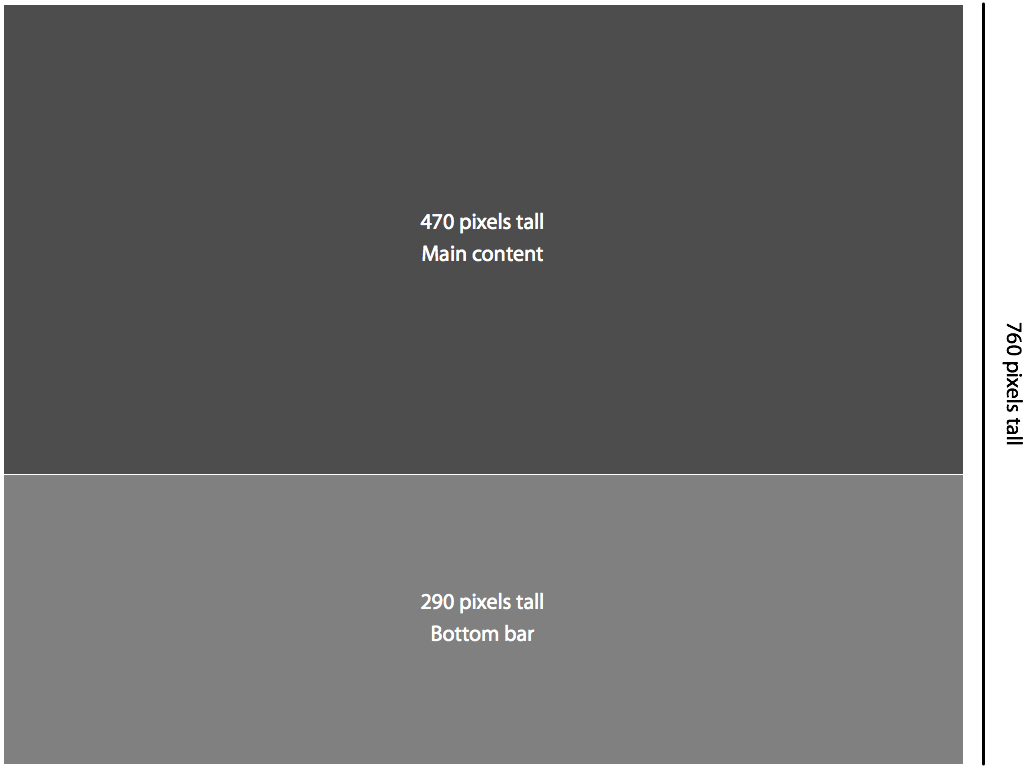 470 pixels tall
Main content
760 pixels tall
290 pixels tall
Bottom bar